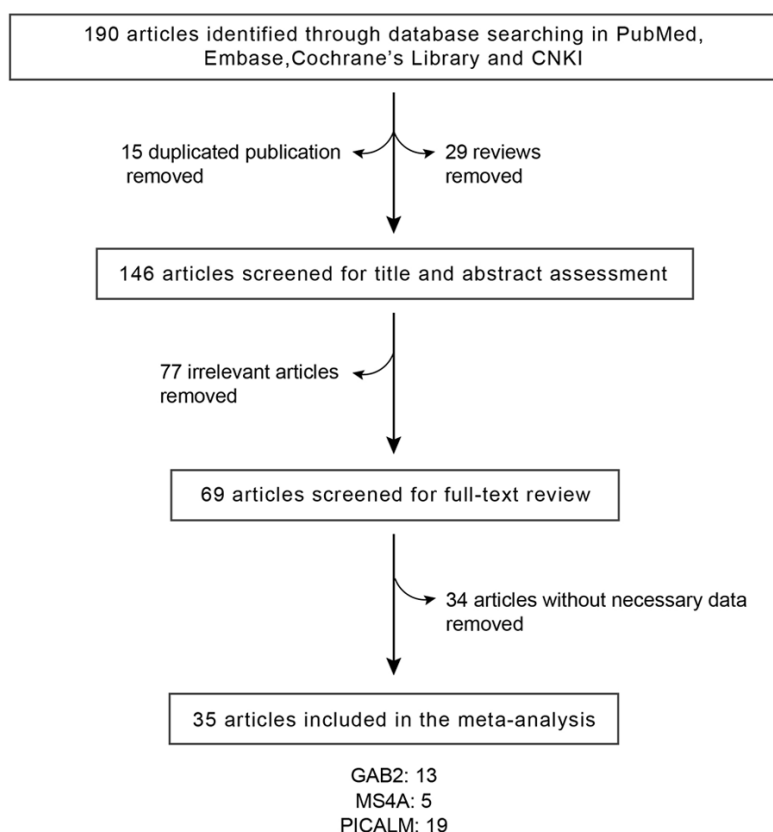 190 articles identified through database searching in PubMed,
Embase,Cochrane's Library and CNKI
15 duplicated publication
removed
29 reviews
removed
146 articles screened for title and abstract assessment
77 irrelevant articles
removed
69 articles screened for full-text review
34 articles without necessary data
removed
35 articles included in the meta-analysis
GAB2: 13
MS4A: 5
PICALM: 19